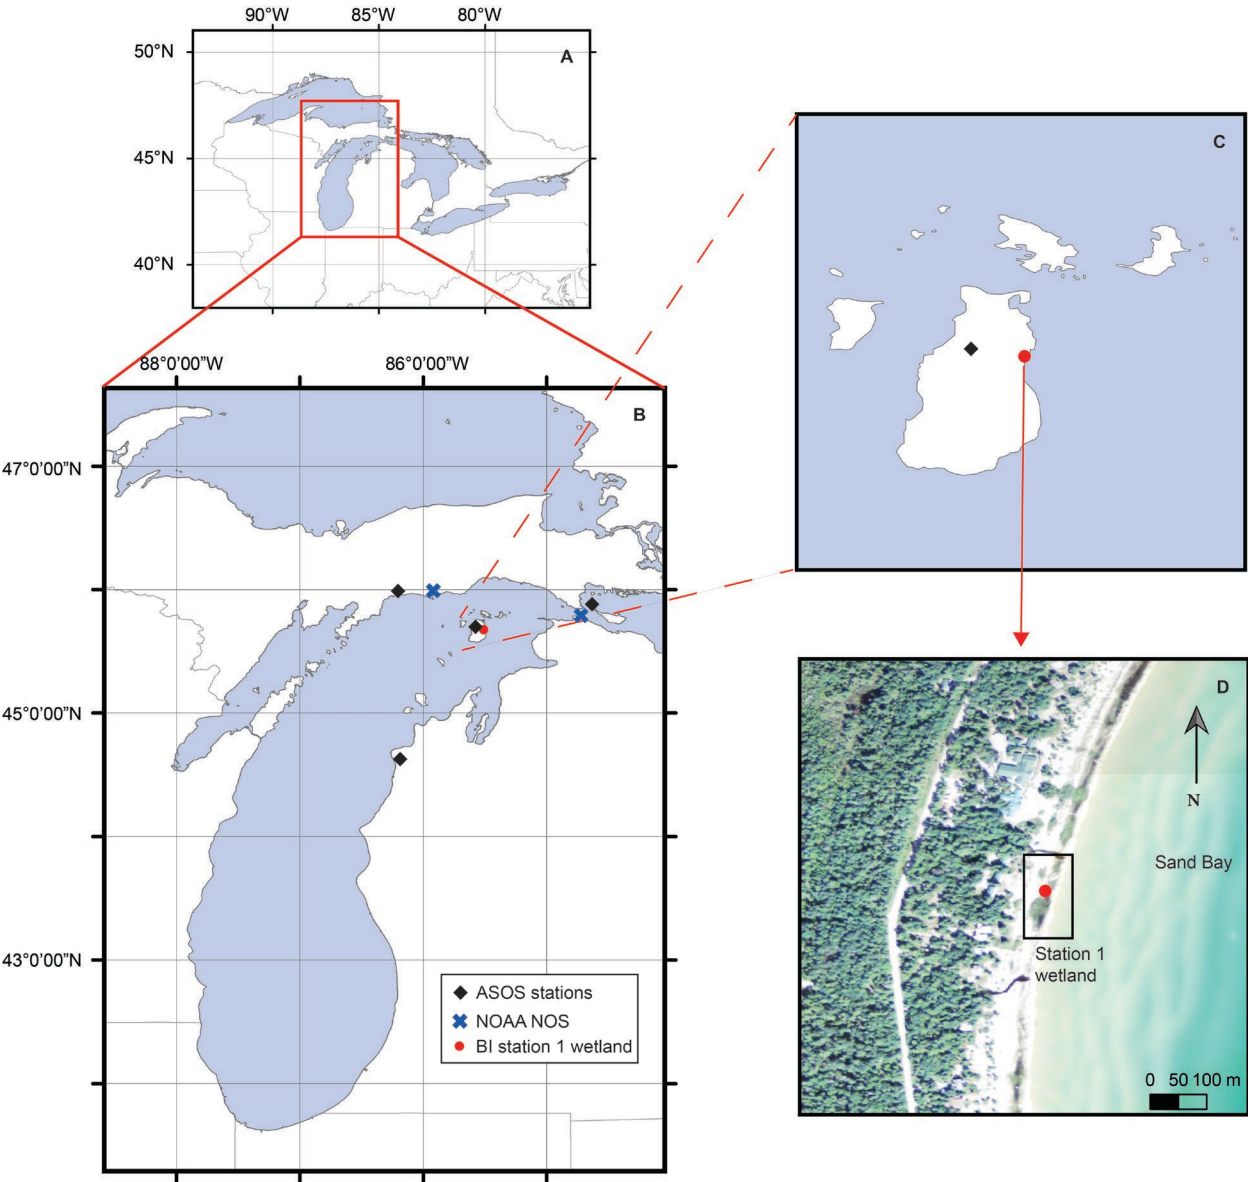 90°W 85°W 80°W
50°N
A
45°N
40°N
C
88°0'00"W 86°0'00"W
B
47°0'00"N
45°0'00"N
43°0'00"N
ASOS stations
NOAA NOS
BI station 1 wetland
D
N
Sand Bay
Station 1
wetland
0 50 100 m